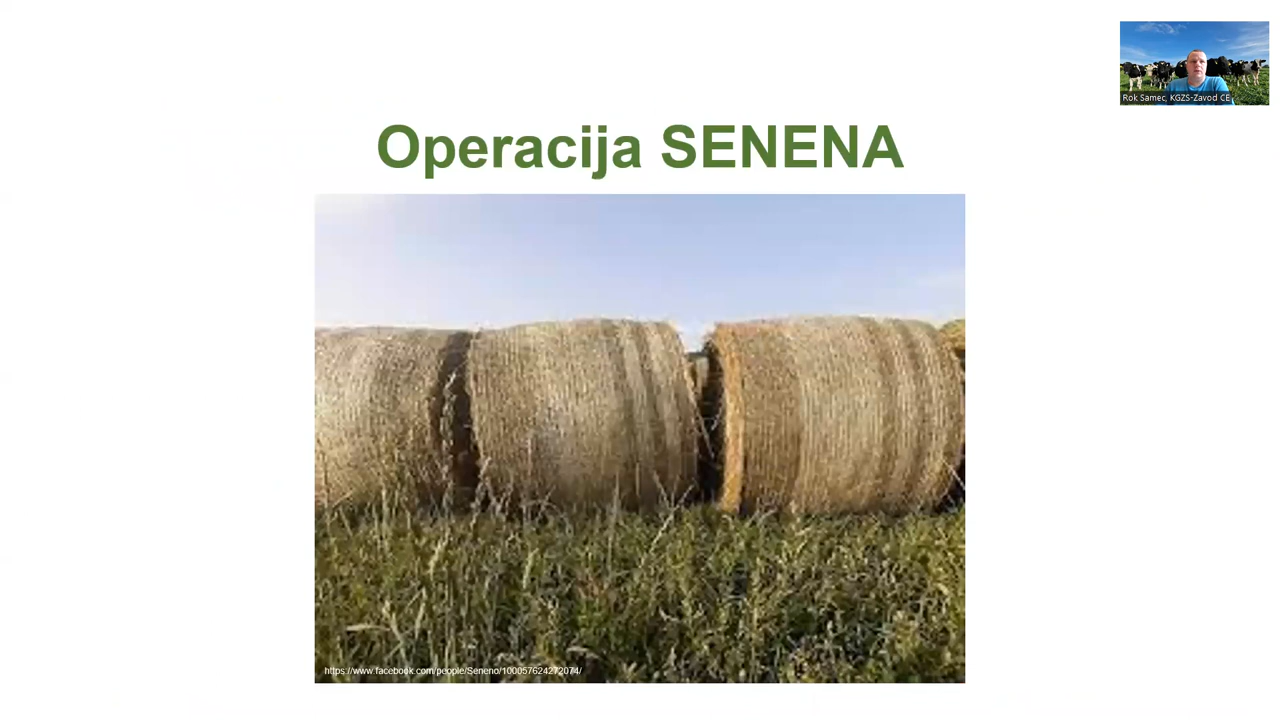 Rok Samec, KGZS-Zavod CE
Operacija SENENA
https://www.facebook.com/people/Seneno/100057624272074/